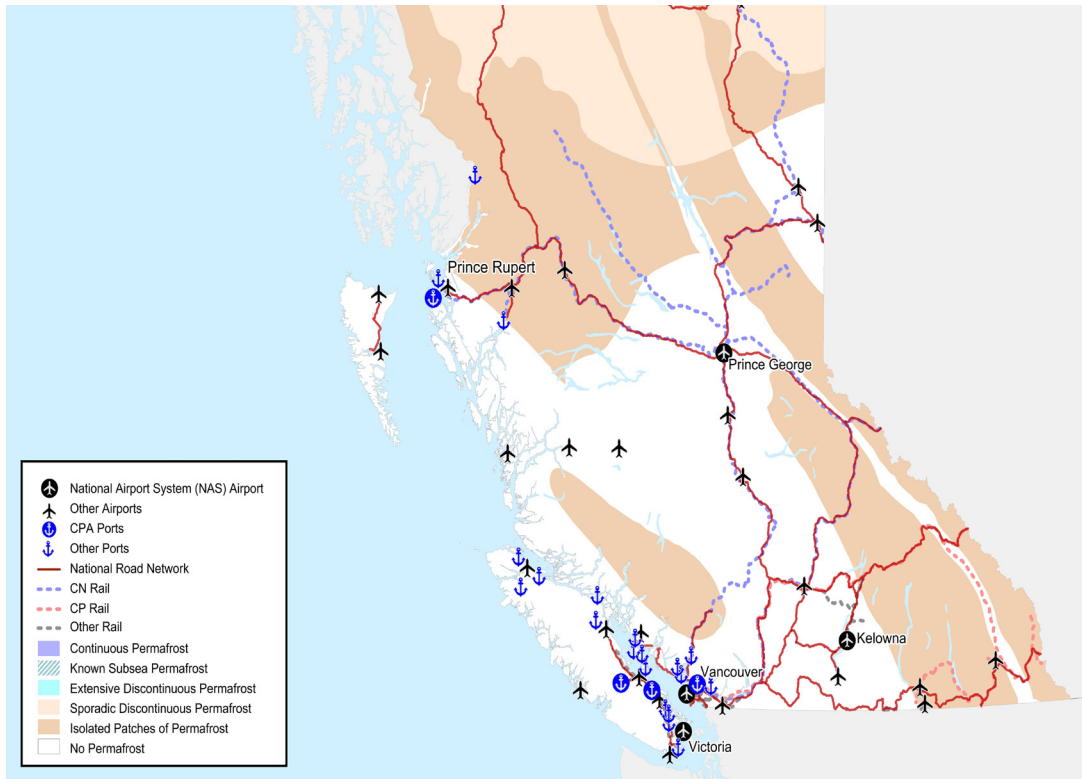 Prince Rupert
Prince George
Kelowna
Vancouver
Victoria
National Airport System (NAS) Airport
Other Airports
CPA Ports
Other Ports
National Road Network
CN Rail
CP Rail
Other Rail
Continuous Permafrost
Known Subsea Permafrost
Extensive Discontinuous Permafrost
Sporadic Discontinuous Permafrost
Isolated Patches of Permafrost
No Permafrost